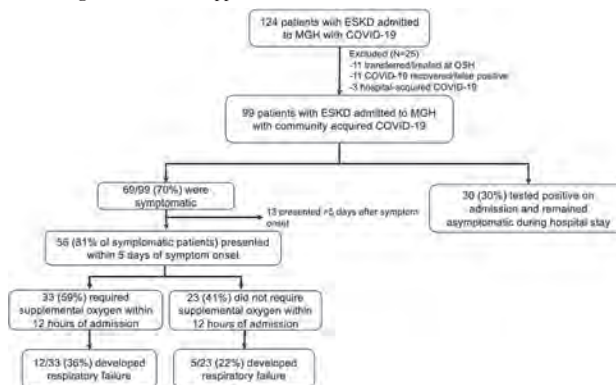 124 patients with ESKD admitted
to MGH with COVID-19
Excluded (N=25)
-11 transferred/treated at OSH
-11 COVID-19 recovered/false positive
-3 hospital-acquired COVID-19
99 patients with ESKD admitted to MGH
with community acquired COVID-19
69/99 (70%) were
symptomatic
30 (30%) tested positive on
admission and remained
asymptomatic during hospital stay
13 presented >5 days after symptom
onset
56 (81% of symptomatic patients) presented
within 5 days of symptom onset
33 (59%) required
supplemental oxygen within
12 hours of admission
23 (41%) did not require
supplemental oxygen within
12 hours of admission
12/33 (36%) developed
respiratory failure
5/23 (22%) developed
respiratory failure